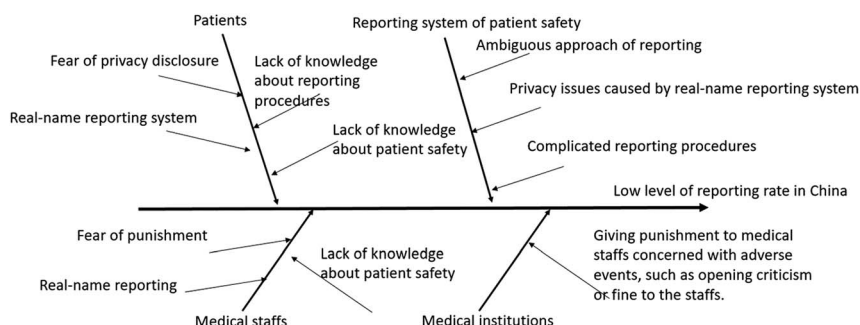 Patients
Reporting system of patient safety
Ambiguous approach of reporting
Fear of privacy disclosure
Lack of knowledge
about reporting
procedures
Privacy issues caused by real-name reporting system
Real-name reporting system
Lack of knowledge
about patient safety
Complicated reporting procedures
Low level of reporting rate in China
Fear of punishment
Lack of knowledge
about patient safety
Giving punishment to medical
staffs concerned with adverse
events, such as opening criticism
or fine to the staffs.
Real-name reporting
Medical staffs
Medical institutions